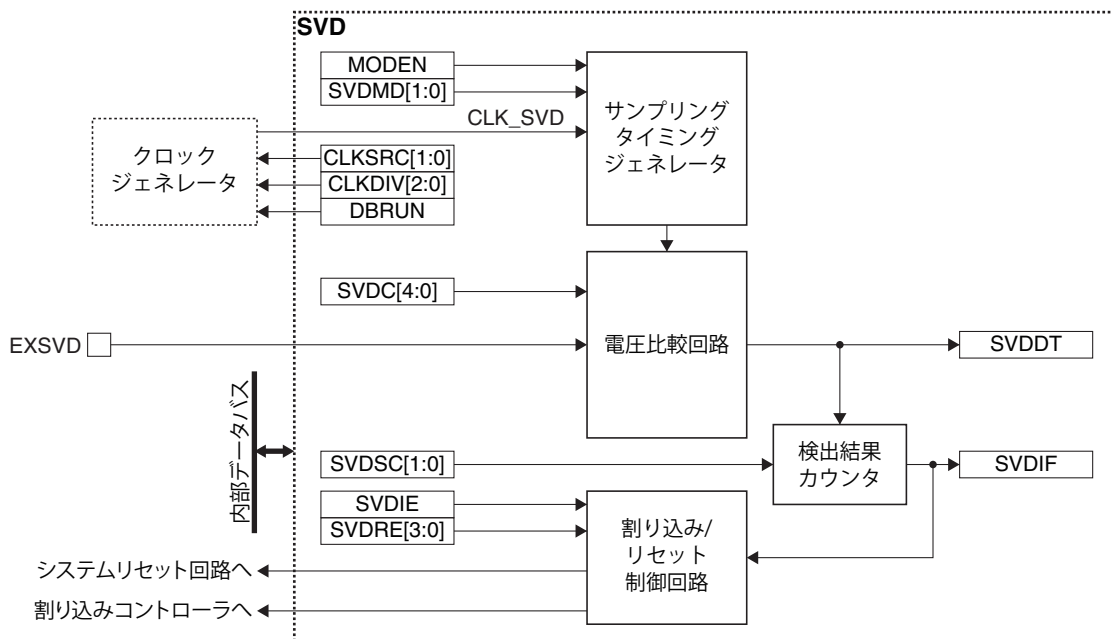 SVD
MODEN
SVDMD[1:0]
CLK_SVD
サンプリング
タイミング
ジェネレータ
クロック
ジェネレータ
CLKSRC[1:0]
CLKDIV[2:0]
DBRUN
SVDC[4:0]
EXSVD
電圧比較回路
SVDDT
内部データバス
SVDSC[1:0]
検出結果
カウンタ
SVDIF
SVDIE
SVDRE[3:0]
割り込み/
リセット
制御回路
システムリセット回路へ
割り込みコントローラへ